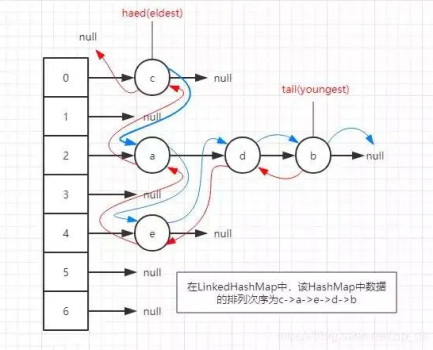 haed(eldest)
null
0
c
null
tail(youngest)
1
null
2
a
d
b
null
3
null
4
e
null
5
null
6
null
在LinkedHashMap中，该HashMap中数据
的排列次序为c->a->e->d->b